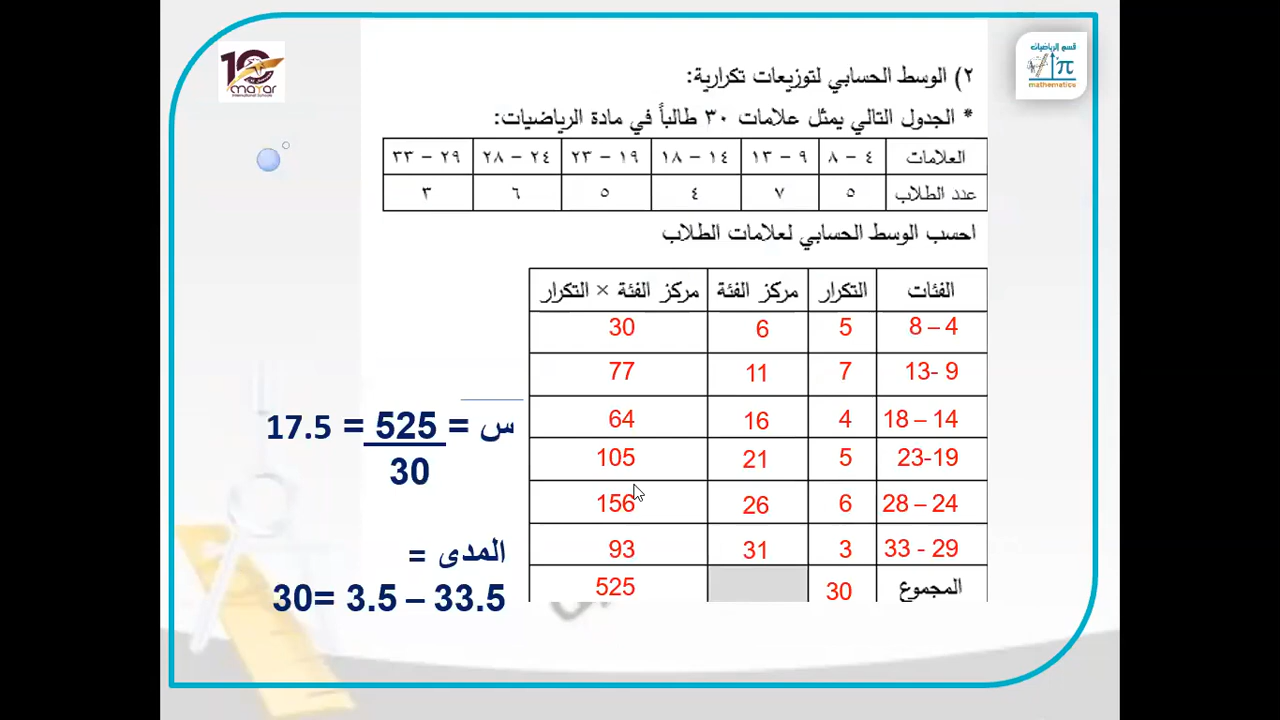 10
mayar
International Schools
قسم الرياضيات
π
mathematics
٢) الوسط الحسابي لتوزيعات تكرارية:
* الجدول التالي يمثل علامات ٣٠ طالباً في مادة الرياضيات:
العلامات ٤ – ٨ ٩ – ١٣ ١٤ – ١٨ ١٩ – ٢٣ ٢٤ – ٢٨ ٢٩ – ٣٣
عدد الطلاب ٥ ٧ ٤ ٥ ٦ ٣
احسب الوسط الحسابي لعلامات الطلاب
الفئات التكرار مركز الفئة مركز الفئة × التكرار
8 – 4 5 6 30
13- 9 7 11 77
18 – 14 4 16 64
23-19 5 21 105
28 – 24 6 26 156
33 - 29 3 31 93
المجموع 30 525
س = 525 = 17.5
30
المدى =
30= 3.5 – 33.5